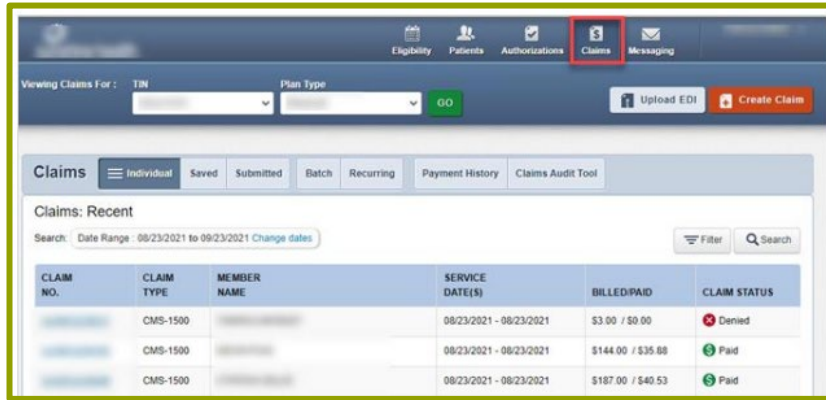 Eligibility Patients Authorizations Claims Messaging
Viewing Claims For : TIN Plan Type
GO Upload EDI Create Claim
Claims Individual Saved Submitted Batch Recurring Payment History Claims Audit Tool
Claims: Recent
Search: Date Range : 08/23/2021 to 09/23/2021 Change dates Filter Search
CLAIM NO. CLAIM TYPE MEMBER NAME SERVICE DATE(S) BILLED/PAID CLAIM STATUS
CMS-1500 08/23/2021 - 08/23/2021 $3.00 / $0.00 Denied
CMS-1500 08/23/2021 - 08/23/2021 $144.00 / $35.88 Paid
CMS-1500 08/23/2021 - 08/23/2021 $187.00 / $40.53 Paid